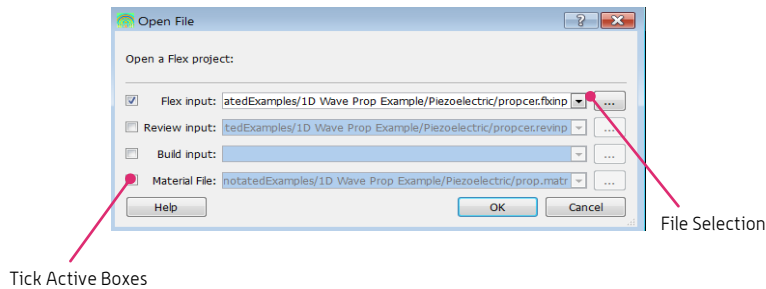 Open File
Open a Flex project:
Flex input: atedExamples/1D Wave Prop Example/Piezoelectric/propcer.flxinp ...
Review input: tedExamples/1D Wave Prop Example/Piezoelectric/propcer.revinp ...
Build input: ...
Material File: notatedExamples/1D Wave Prop Example/Piezoelectric/prop.matr ...
Help OK Cancel
File Selection
Tick Active Boxes